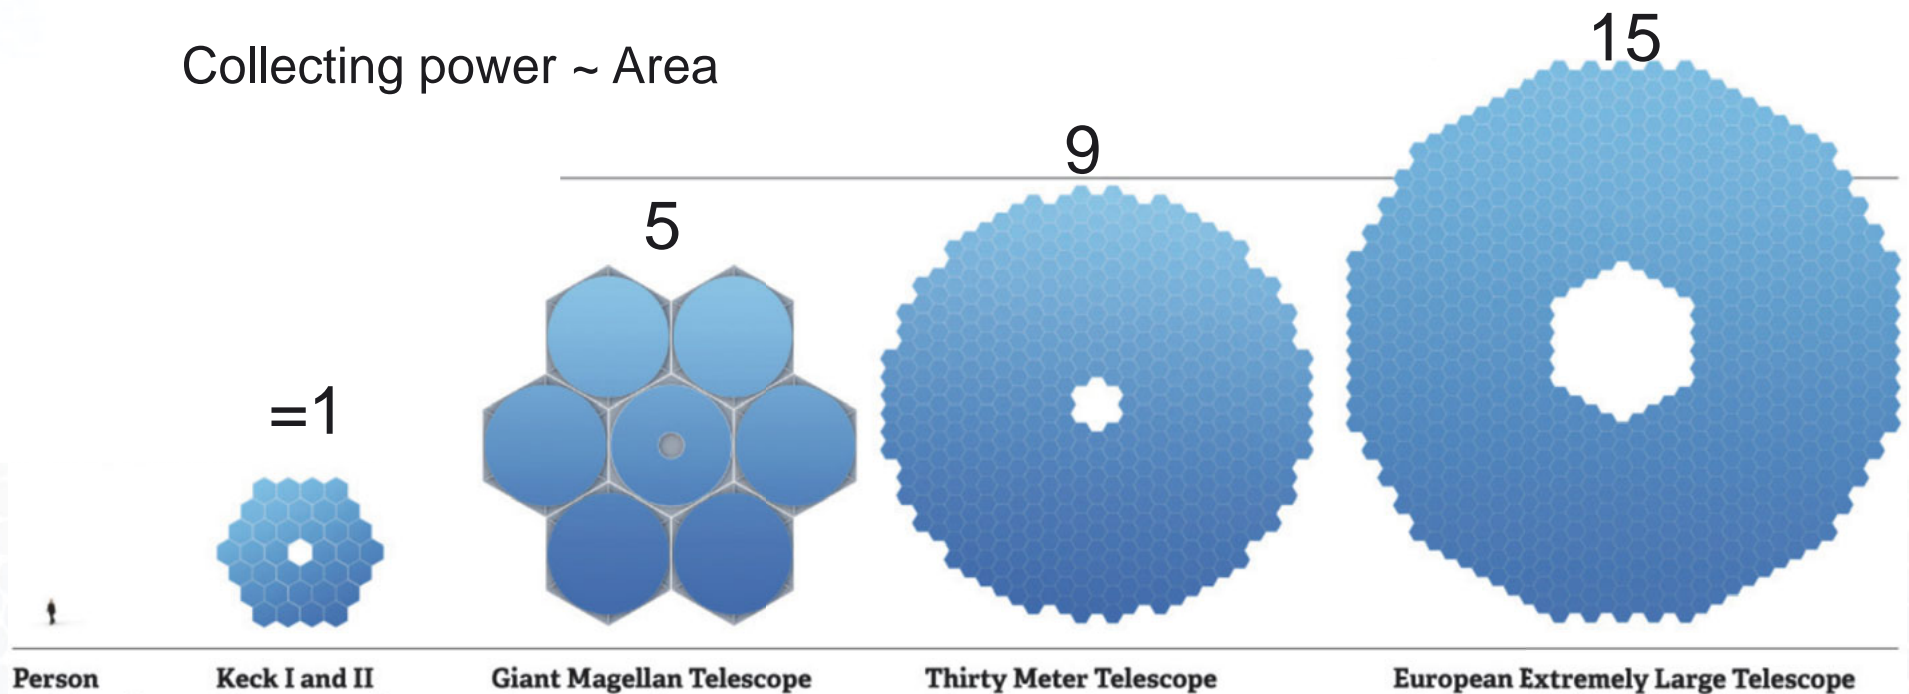 Collecting power ~ Area
=1
5
9
15
Person
Keck I and II
Giant Magellan Telescope
Thirty Meter Telescope
European Extremely Large Telescope